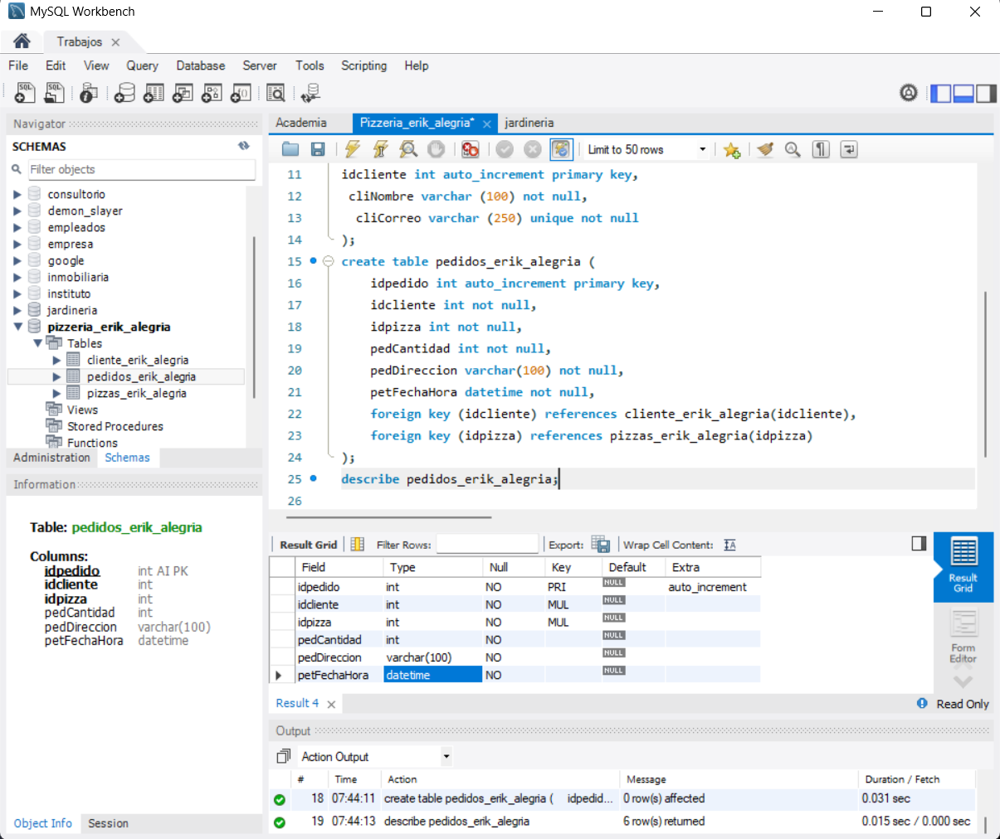 MySQL Workbench
Trabajos
File Edit View Query Database Server Tools Scripting Help
SQL SQL
Navigator
SCHEMAS
Filter objects
consultorio
demon_slayer
empleados
empresa
google
inmobiliaria
instituto
jardineria
pizzeria_erik_alegria
Tables
cliente_erik_alegria
pedidos_erik_alegria
pizzas_erik_alegria
Views
Stored Procedures
Functions
Administration Schemas
Information
Table: pedidos_erik_alegria
Columns:
idpedido int AI PK
idcliente int
idpizza int
pedCantidad int
pedDireccion varchar(100)
petFechaHora datetime
Object Info Session
Academia Pizzeria_erik_alegria* jardineria
Limit to 50 rows
11 idcliente int auto_increment primary key,
12 cliNombre varchar (100) not null,
13 cliCorreo varchar (250) unique not null
14 );
15 create table pedidos_erik_alegria (
16 idpedido int auto_increment primary key,
17 idcliente int not null,
18 idpizza int not null,
19 pedCantidad int not null,
20 pedDireccion varchar(100) not null,
21 petFechaHora datetime not null,
22 foreign key (idcliente) references cliente_erik_alegria(idcliente),
23 foreign key (idpizza) references pizzas_erik_alegria(idpizza)
24 );
25 describe pedidos_erik_alegria;
26
Result Grid Filter Rows: Export: Wrap Cell Content:
Field Type Null Key Default Extra
idpedido int NO PRI NULL auto_increment
idcliente int NO MUL NULL
idpizza int NO MUL NULL
pedCantidad int NO NULL
pedDireccion varchar(100) NO NULL
petFechaHora datetime NO NULL
Result Grid
Form Editor
Result 4
Read Only
Output
Action Output
# Time Action Message Duration / Fetch
18 07:44:11 create table pedidos_erik_alegria ( idpedid... 0 row(s) affected 0.031 sec
19 07:44:13 describe pedidos_erik_alegria 6 row(s) returned 0.015 sec / 0.000 sec